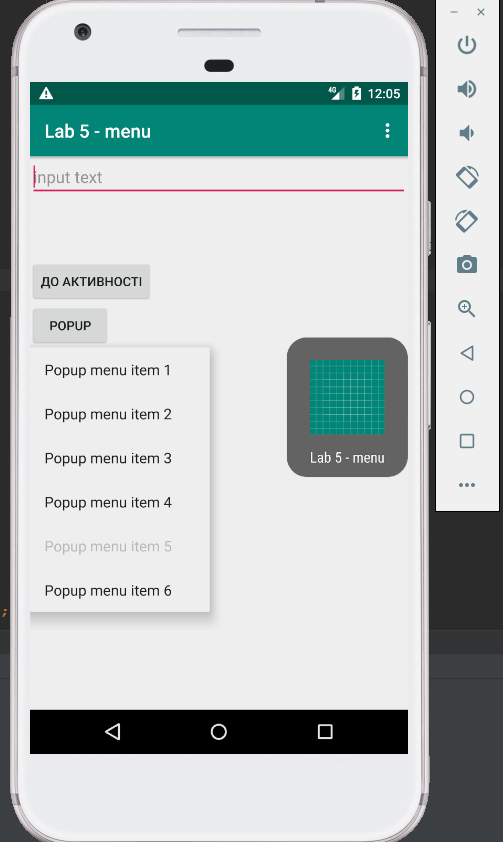 4G 12:05
Lab 5 - menu
Input text
ДО АКТИВНОСТІ
POPUP
Popup menu item 1
Popup menu item 2
Popup menu item 3
Popup menu item 4
Popup menu item 5
Popup menu item 6
Lab 5 - menu
;